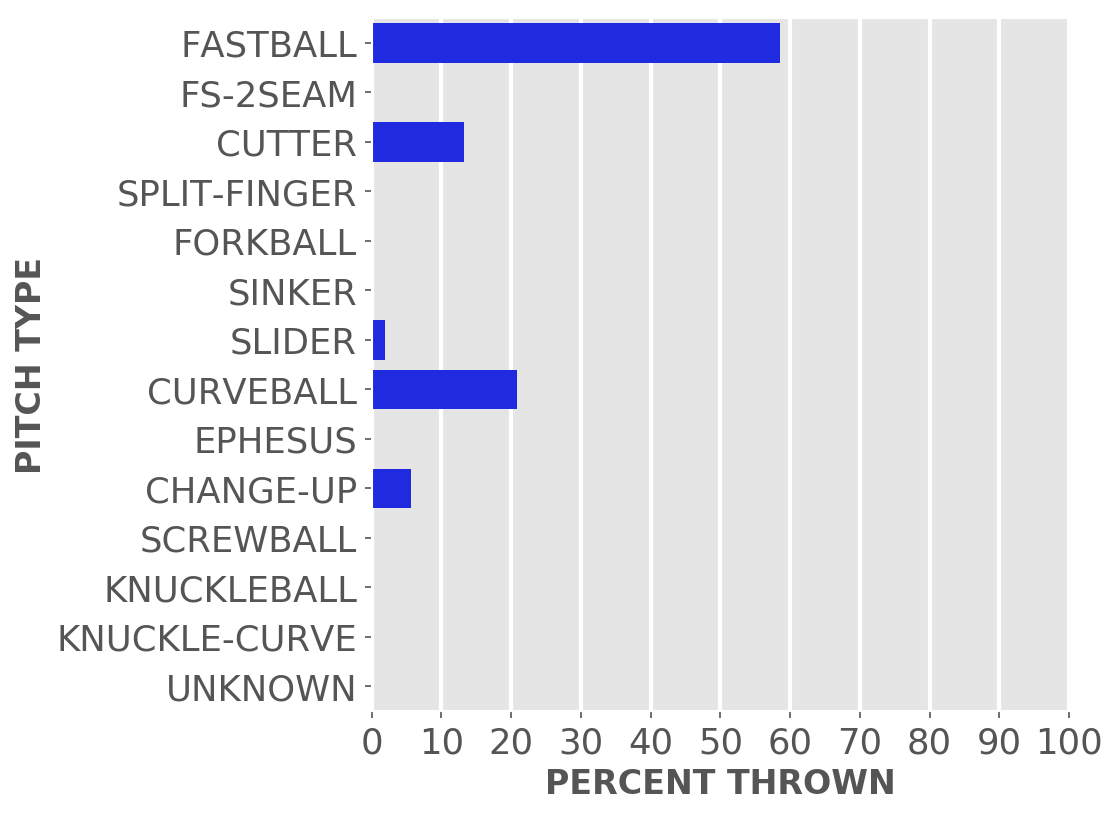 FASTBALL
FS-2SEAM
CUTTER
SPLIT-FINGER
FORKBALL
SINKER
SLIDER
CURVEBALL
EPHESUS
CHANGE-UP
SCREWBALL
KNUCKLEBALL
KNUCKLE-CURVE
UNKNOWN
PITCH TYPE
0 10 20 30 40 50 60 70 80 90 100
PERCENT THROWN